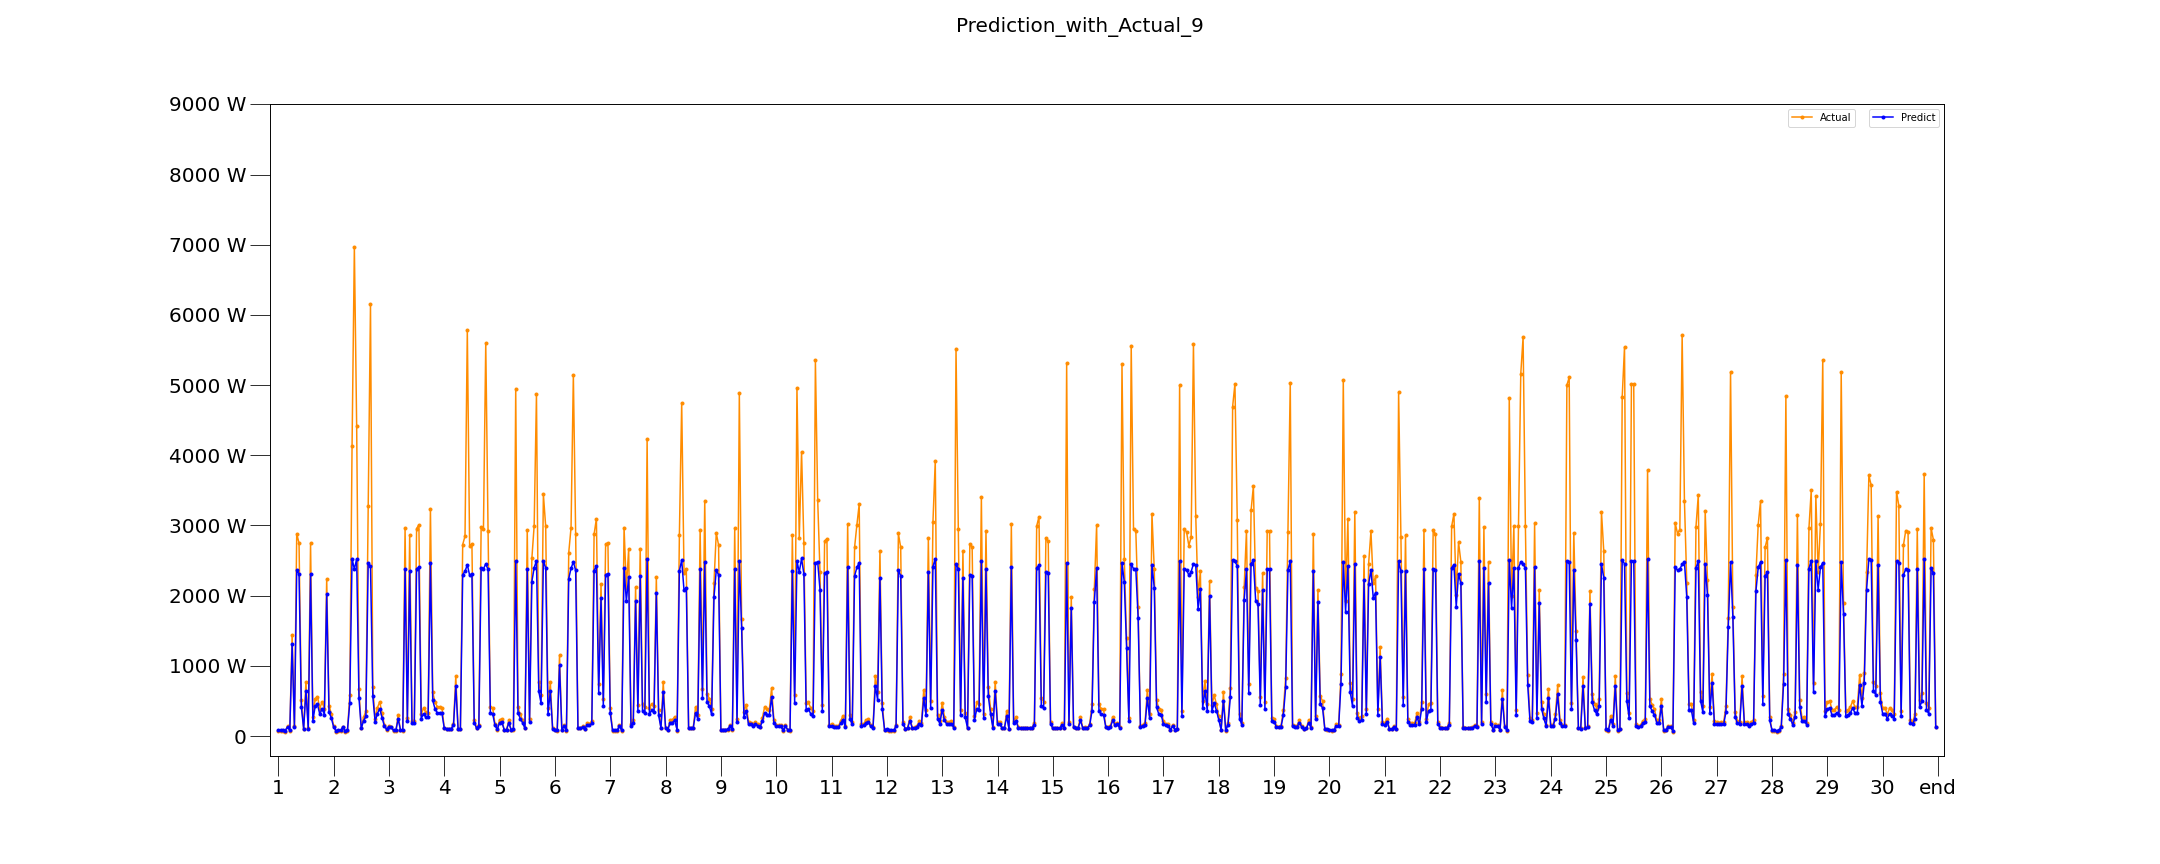 Prediction_with_Actual_9
9000 W
8000 W
7000 W
6000 W
5000 W
4000 W
3000 W
2000 W
1000 W
0
Actual Predict
1 2 3 4 5 6 7 8 9 10 11 12 13 14 15 16 17 18 19 20 21 22 23 24 25 26 27 28 29 30 end